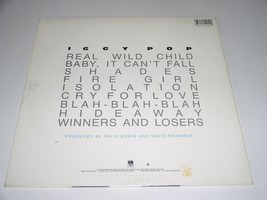 IGGY POP
REAL WILD CHILD
BABY, IT CAN'T FALL
SHADES
FIRE GIRL
ISOLATION
CRY FOR LOVE
BLAH-BLAH-BLAH
HIDEAWAY
WINNERS AND LOSERS
PRODUCED BY DAVID BOWIE AND DAVID RICHARDS
A&M